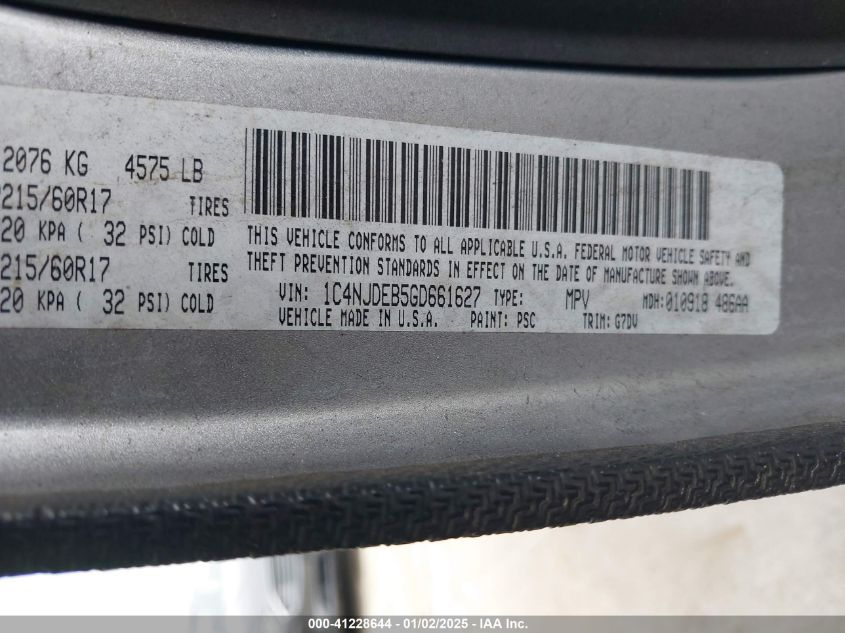 2076 KG 4575 LB
215/60R17 TIRES
20 KPA ( 32 PSI) COLD
215/60R17 TIRES
20 KPA ( 32 PSI) COLD
THIS VEHICLE CONFORMS TO ALL APPLICABLE U.S.A. FEDERAL MOTOR VEHICLE SAFETY AND
THEFT PREVENTION STANDARDS IN EFFECT ON THE DATE OF MANUFACTURE SHOWN ABOVE.
VIN: 1C4NJDEB5GD661627 TYPE: MPV MDH: 010918 486AA
VEHICLE MADE IN U.S.A. PAINT: PSC TRIM: G7DV
000-41228644 — 01/02/2025 — IAA Inc.